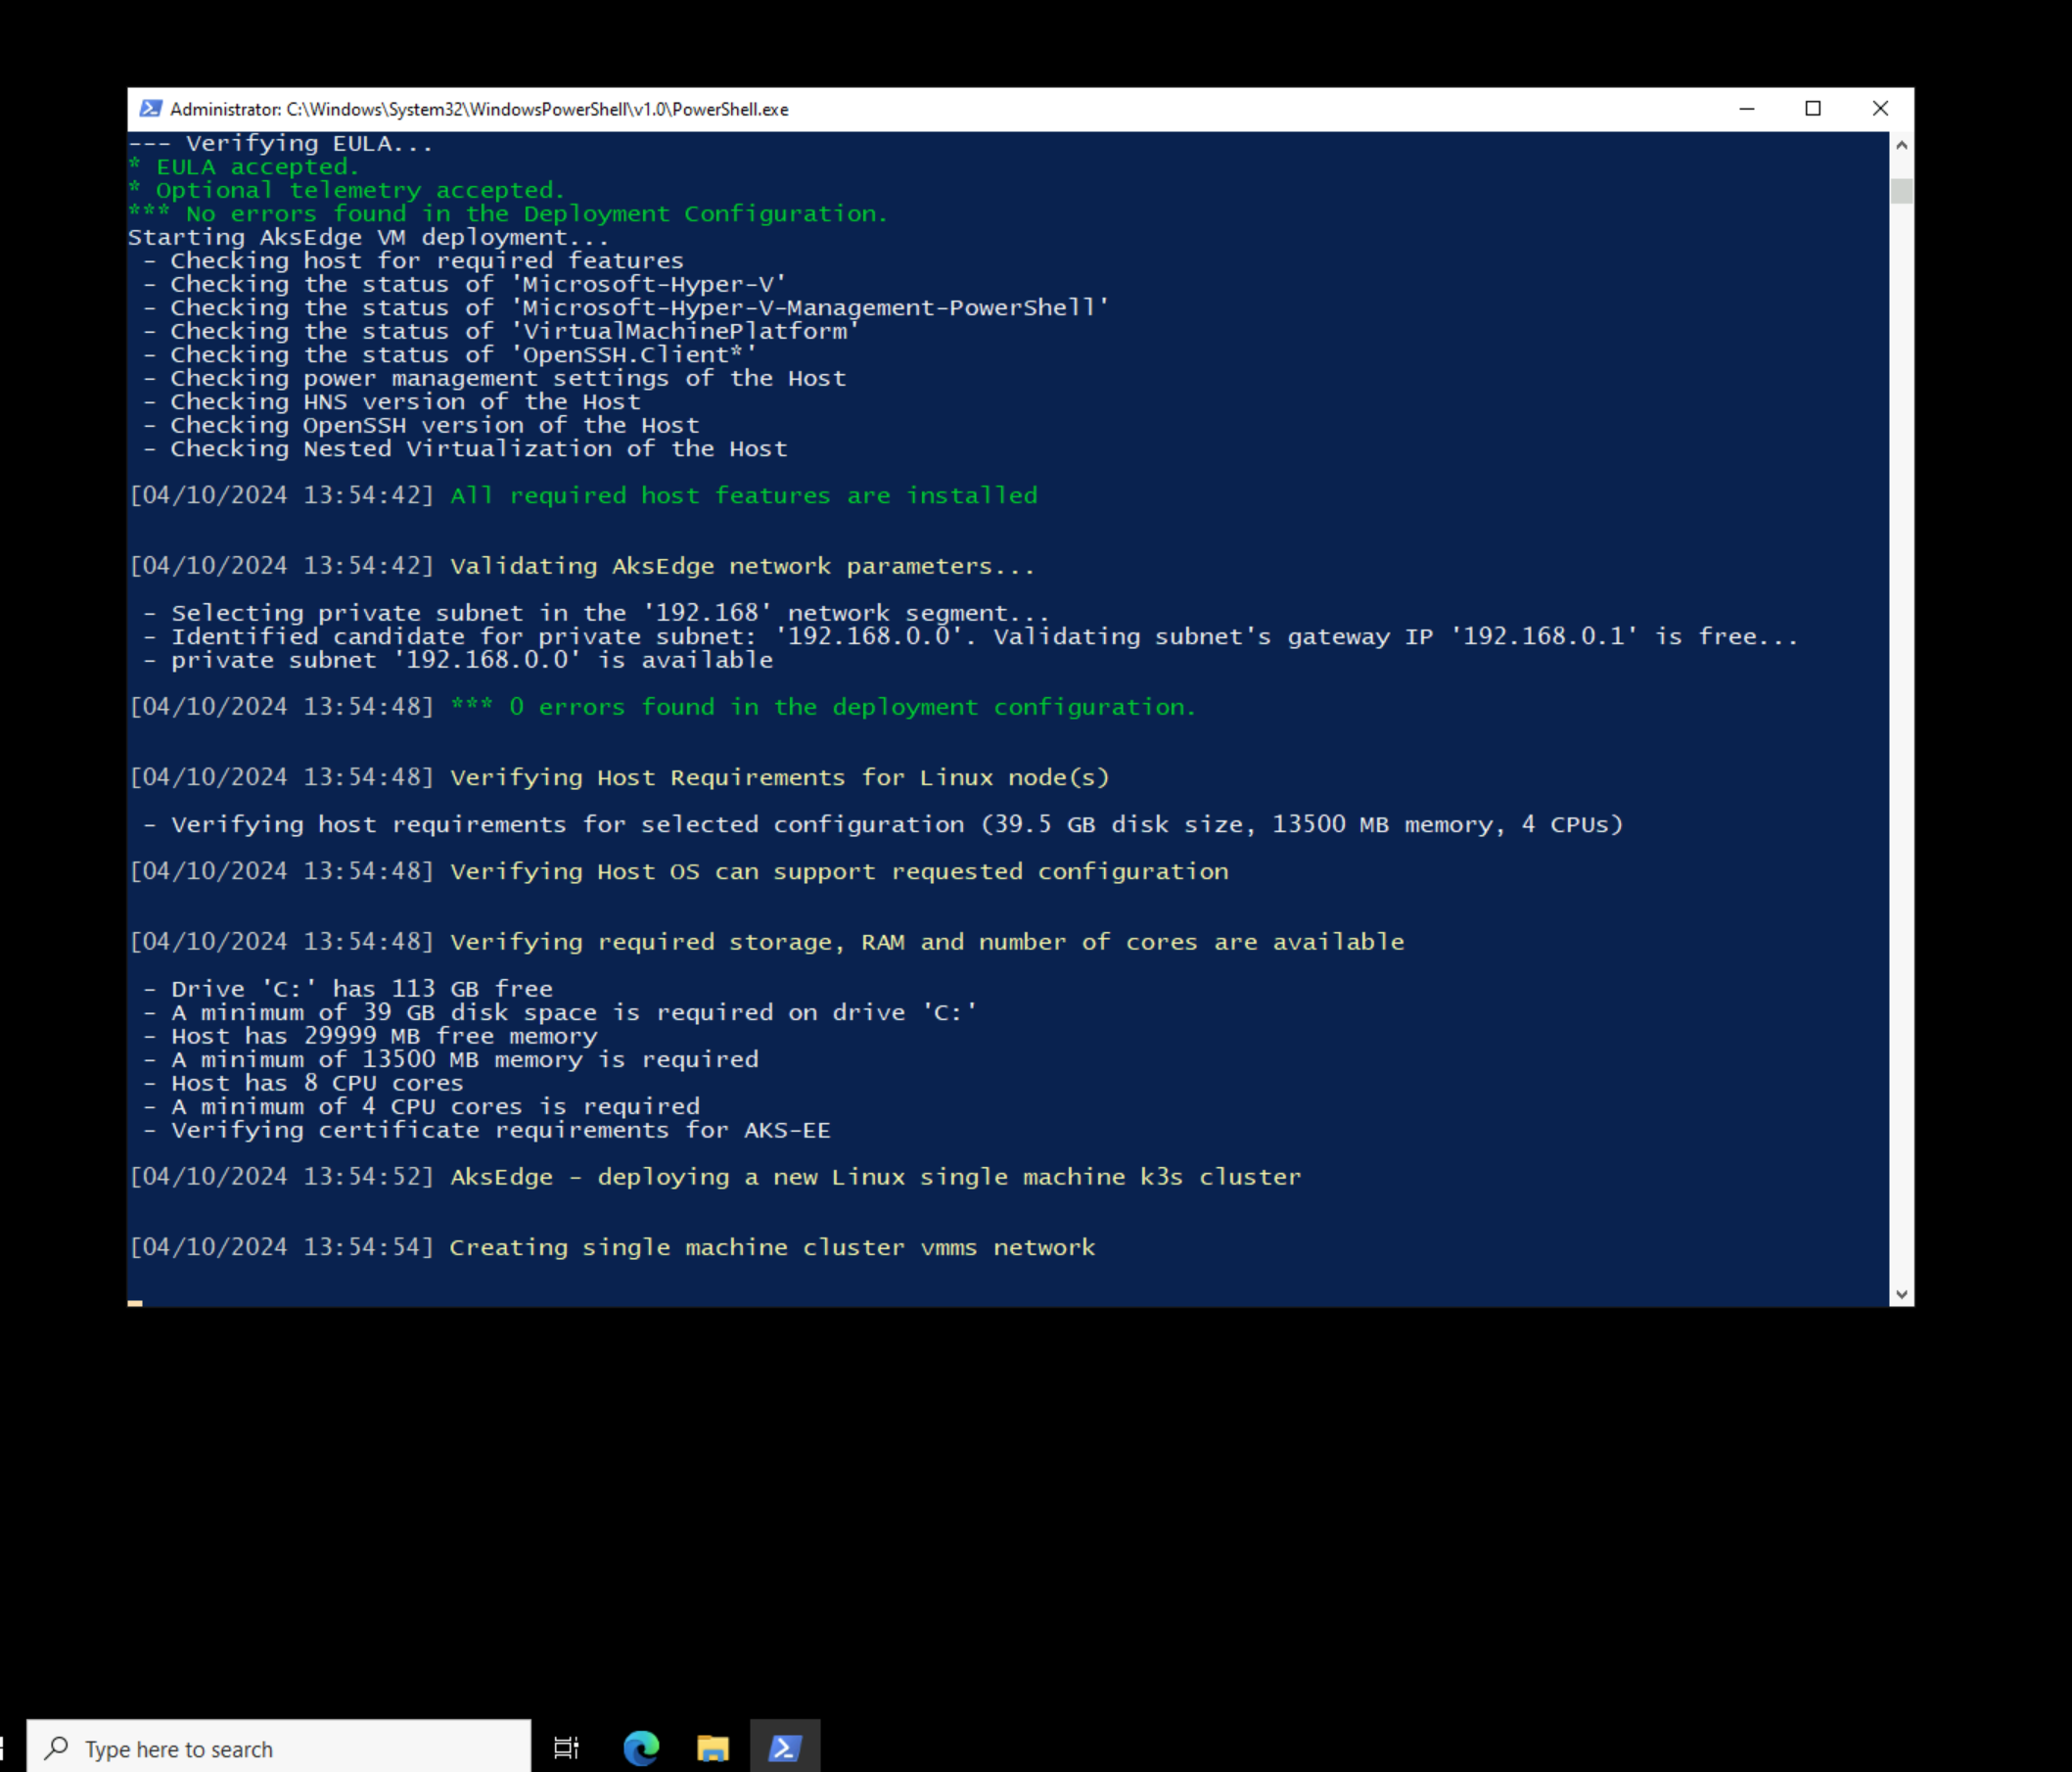 Administrator: C:\Windows\System32\WindowsPowerShell\v1.0\PowerShell.exe
--- Verifying EULA...
* EULA accepted.
* Optional telemetry accepted.
*** No errors found in the Deployment Configuration.
Starting AksEdge VM deployment...
- Checking host for required features
- Checking the status of 'Microsoft-Hyper-V'
- Checking the status of 'Microsoft-Hyper-V-Management-PowerShell'
- Checking the status of 'VirtualMachinePlatform'
- Checking the status of 'OpenSSH.Client*'
- Checking power management settings of the Host
- Checking HNS version of the Host
- Checking OpenSSH version of the Host
- Checking Nested Virtualization of the Host
[04/10/2024 13:54:42] All required host features are installed
[04/10/2024 13:54:42] Validating AksEdge network parameters...
- Selecting private subnet in the '192.168' network segment...
- Identified candidate for private subnet: '192.168.0.0'. Validating subnet's gateway IP '192.168.0.1' is free...
- private subnet '192.168.0.0' is available
[04/10/2024 13:54:48] *** 0 errors found in the deployment configuration.
[04/10/2024 13:54:48] Verifying Host Requirements for Linux node(s)
- Verifying host requirements for selected configuration (39.5 GB disk size, 13500 MB memory, 4 CPUs)
[04/10/2024 13:54:48] Verifying Host OS can support requested configuration
[04/10/2024 13:54:48] Verifying required storage, RAM and number of cores are available
- Drive 'C:' has 113 GB free
- A minimum of 39 GB disk space is required on drive 'C:'
- Host has 29999 MB free memory
- A minimum of 13500 MB memory is required
- Host has 8 CPU cores
- A minimum of 4 CPU cores is required
- Verifying certificate requirements for AKS-EE
[04/10/2024 13:54:52] AksEdge - deploying a new Linux single machine k3s cluster
[04/10/2024 13:54:54] Creating single machine cluster vmms network
Type here to search